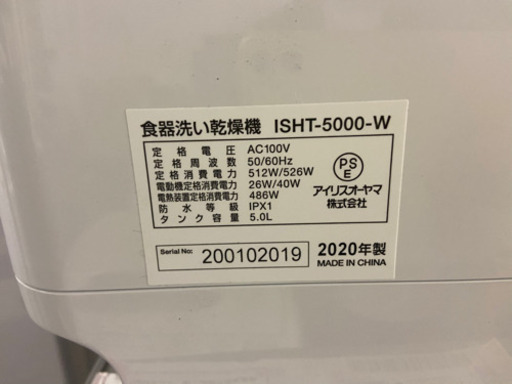 食器洗い乾燥機 ISHT-5000-W
定格電圧 AC100V
定格周波数 50/60Hz
定格消費電力 512W/526W
電動機定格消費電力 26W/40W
電熱装置定格消費電力 486W
防水等級 IPX1
タンク容量 5.0L
PS
E
アイリスオーヤマ
株式会社
Serial No: 200102019
2020年製
MADE IN CHINA